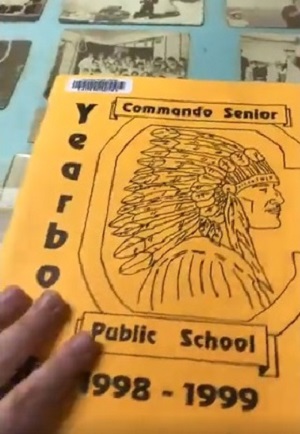 Yearbo
Commando Senior
Public School
1998 - 1999